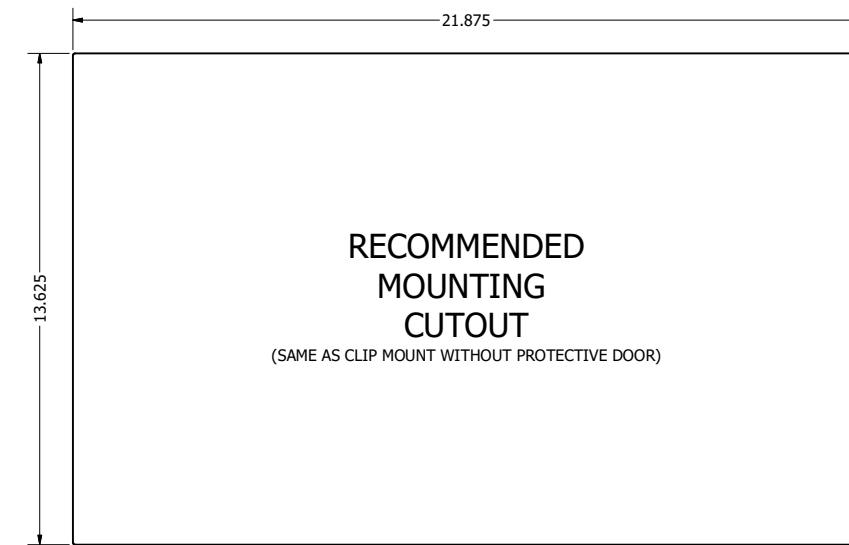 21.875
13.625
RECOMMENDED
MOUNTING
CUTOUT
(SAME AS CLIP MOUNT WITHOUT PROTECTIVE DOOR)